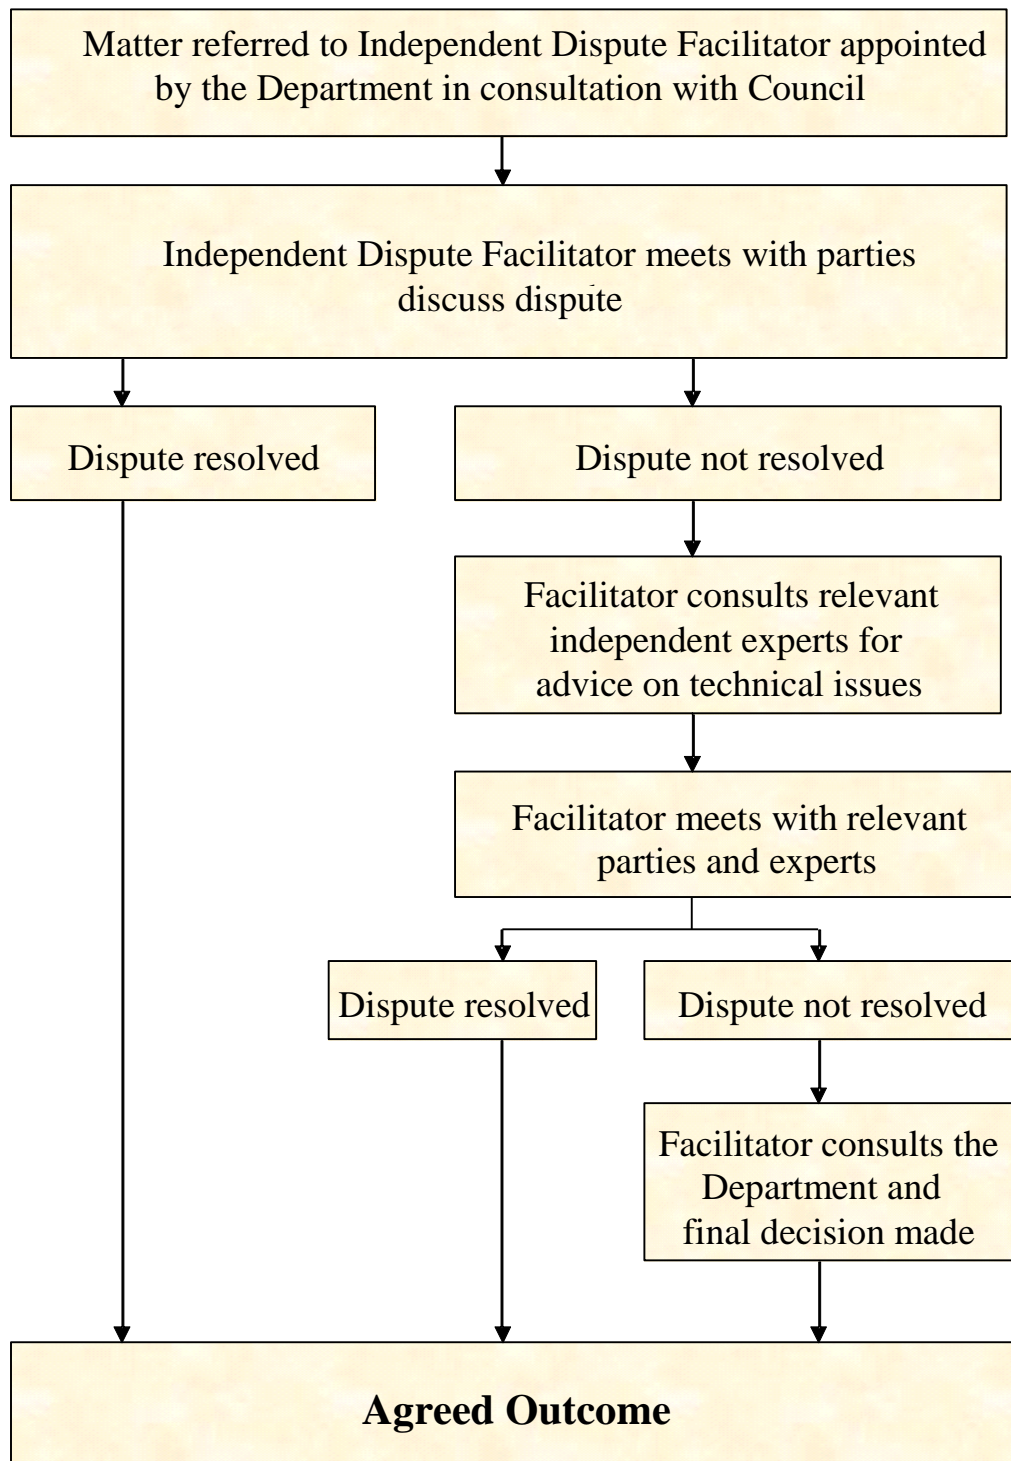 Matter referred to Independent Dispute Facilitator appointed
by the Department in consultation with Council
Independent Dispute Facilitator meets with parties
discuss dispute
Dispute resolved
Dispute not resolved
Facilitator consults relevant
independent experts for
advice on technical issues
Facilitator meets with relevant
parties and experts
Dispute resolved
Dispute not resolved
Facilitator consults the
Department and
final decision made
Agreed Outcome